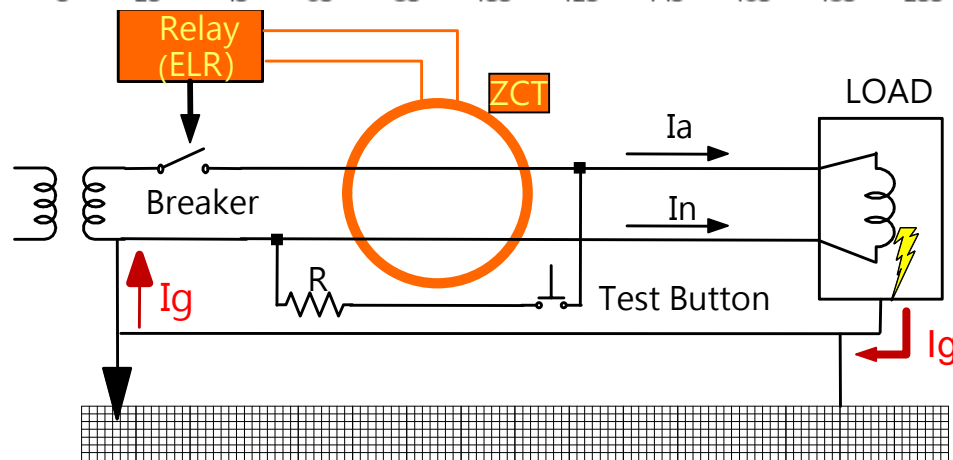 Relay
(ELR)
ZCT
LOAD
Ia
Breaker
In
R
Test Button
Ig
Ig